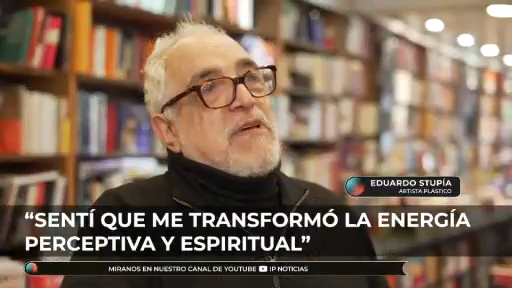 EDUARDO STUPÍA
ARTISTA PLÁSTICO
“SENTÍ QUE ME TRANSFORMÓ LA ENERGÍA
PERCEPTIVA Y ESPIRITUAL”
MIRANOS EN NUESTRO CANAL DE YOUTUBE IP NOTICIAS